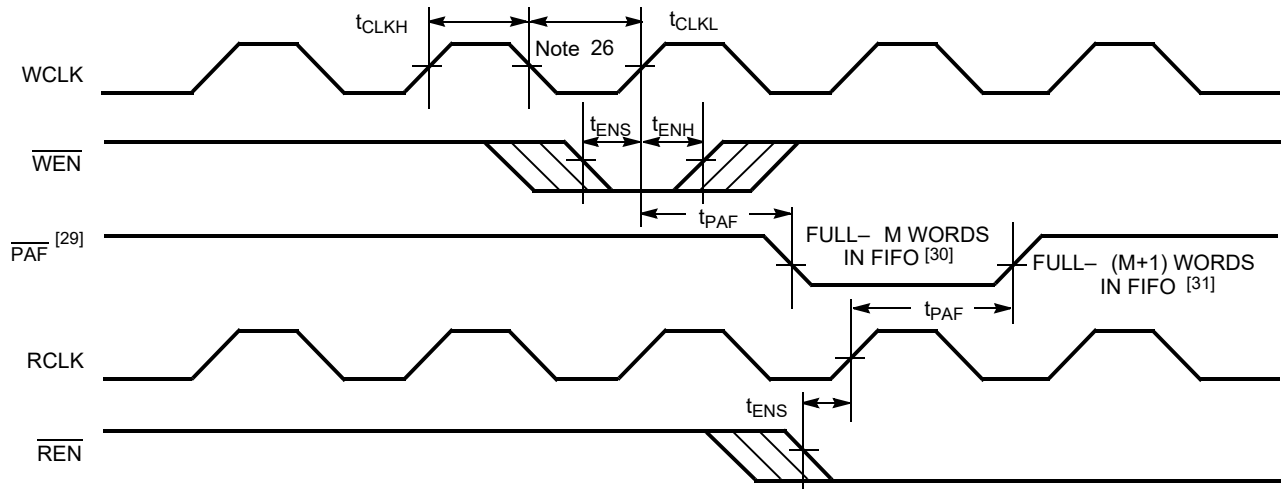 tCLKH
tCLKL
Note 26
WCLK
tENS
tENH
WEN
tPAF
PAF [29]
FULL– M WORDS
IN FIFO [30]
FULL– (M+1) WORDS
IN FIFO [31]
tPAF
RCLK
tENS
REN